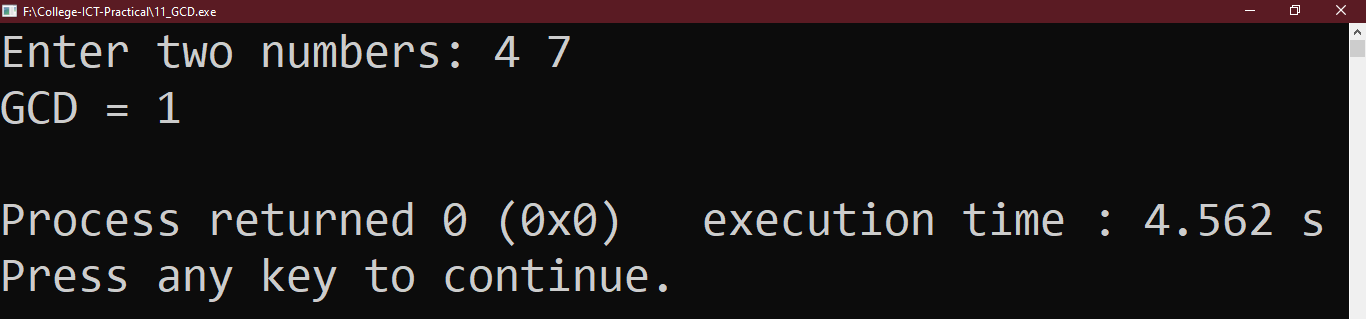 F:\College-ICT-Practical\11_GCD.exe
Enter two numbers: 4 7
GCD = 1
Process returned 0 (0x0)   execution time : 4.562 s
Press any key to continue.